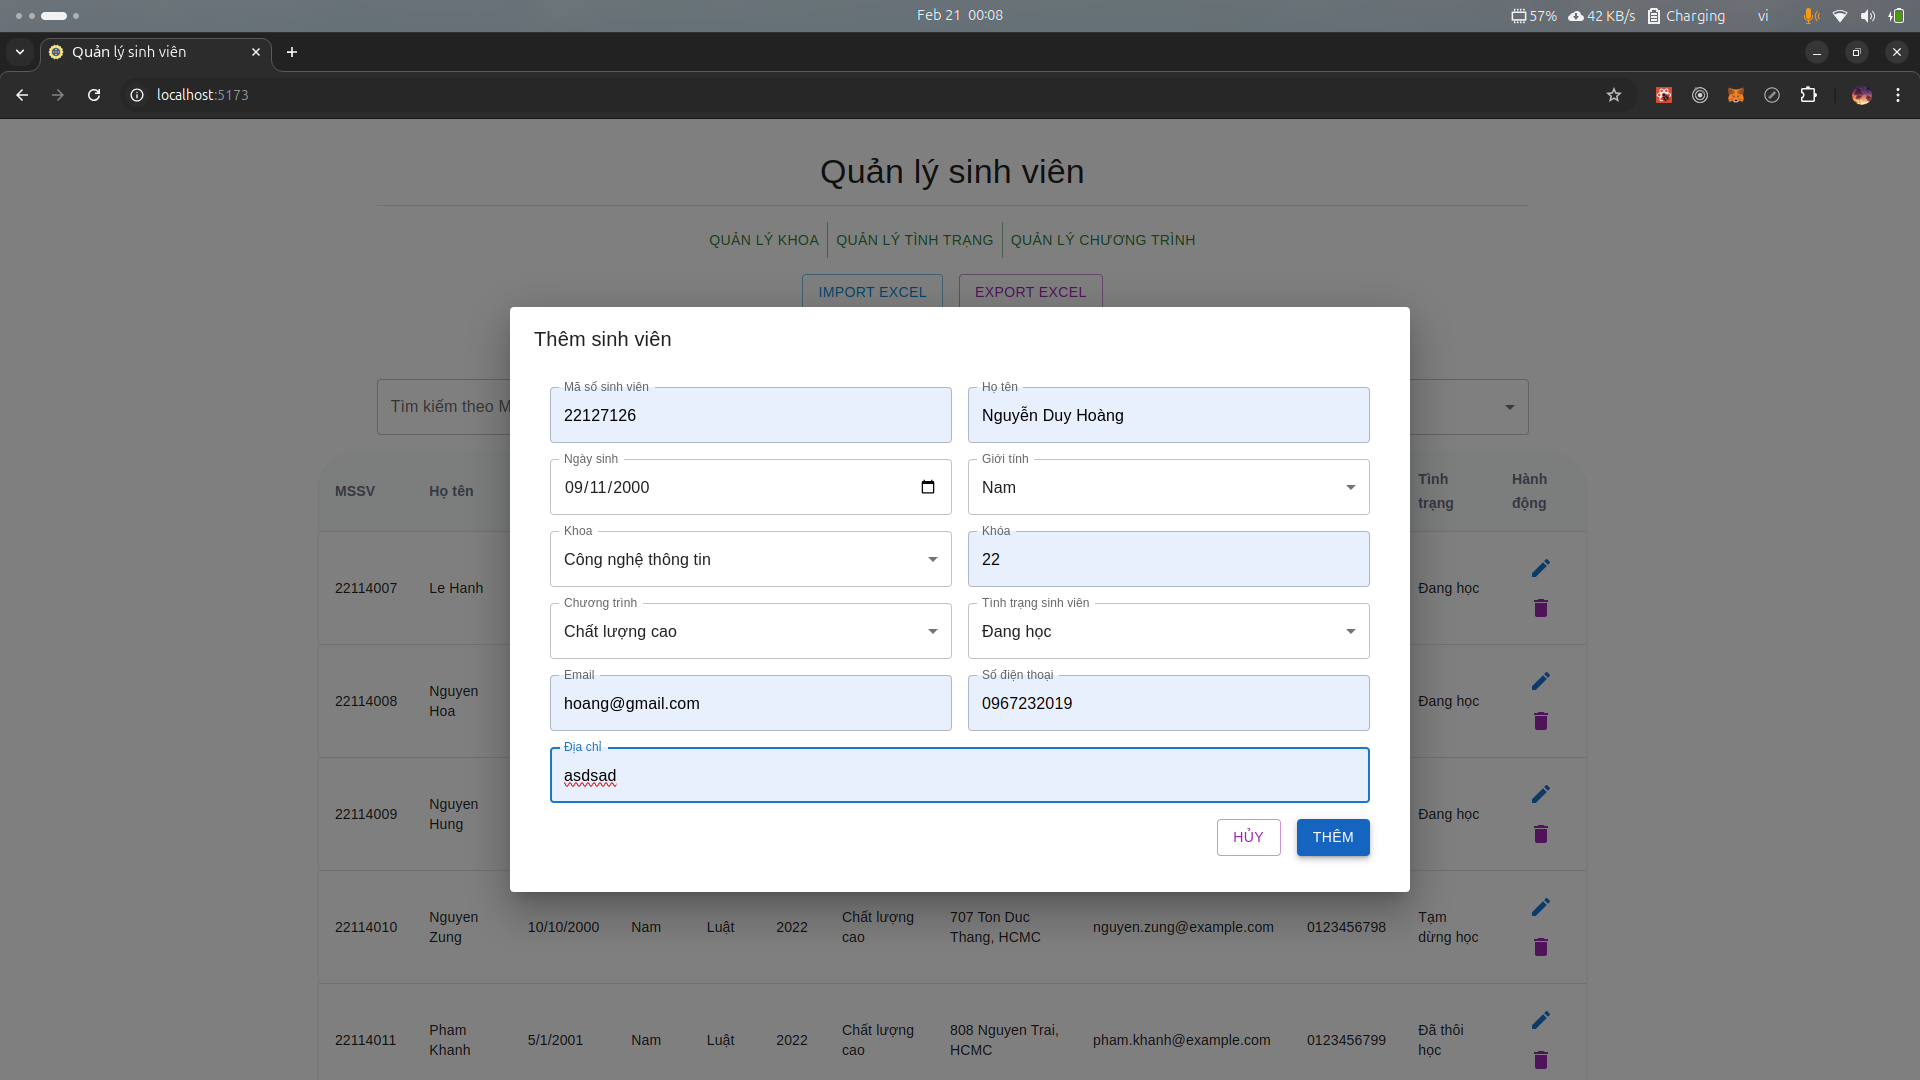 Feb 21 00:08
57%
42 KB/s
Charging
vi
Quản lý sinh viên
localhost:5173
Quản lý sinh viên
QUẢN LÝ KHOA
QUẢN LÝ TÌNH TRẠNG
QUẢN LÝ CHƯƠNG TRÌNH
IMPORT EXCEL
EXPORT EXCEL
Tìm kiếm theo M
MSSV
Họ tên
Tình
trạng
Hành
động
22114007
Le Hanh
Đang học
22114008
Nguyen
Hoa
Đang học
22114009
Nguyen
Hung
Đang học
Thêm sinh viên
Mã số sinh viên
22127126
Họ tên
Nguyễn Duy Hoàng
Ngày sinh
09/11/2000
Giới tính
Nam
Khoa
Công nghệ thông tin
Khóa
22
Chương trình
Chất lượng cao
Tình trạng sinh viên
Đang học
Email
hoang@gmail.com
Số điện thoại
0967232019
Địa chỉ
asdsad
HỦY
THÊM
22114010
Nguyen
Zung
10/10/2000
Nam
Luật
2022
Chất lượng
cao
707 Ton Duc
Thang, HCMC
nguyen.zung@example.com
0123456798
Tạm
dừng học
22114011
Pham
Khanh
5/1/2001
Nam
Luật
2022
Chất lượng
cao
808 Nguyen Trai,
HCMC
pham.khanh@example.com
0123456799
Đã thôi
học